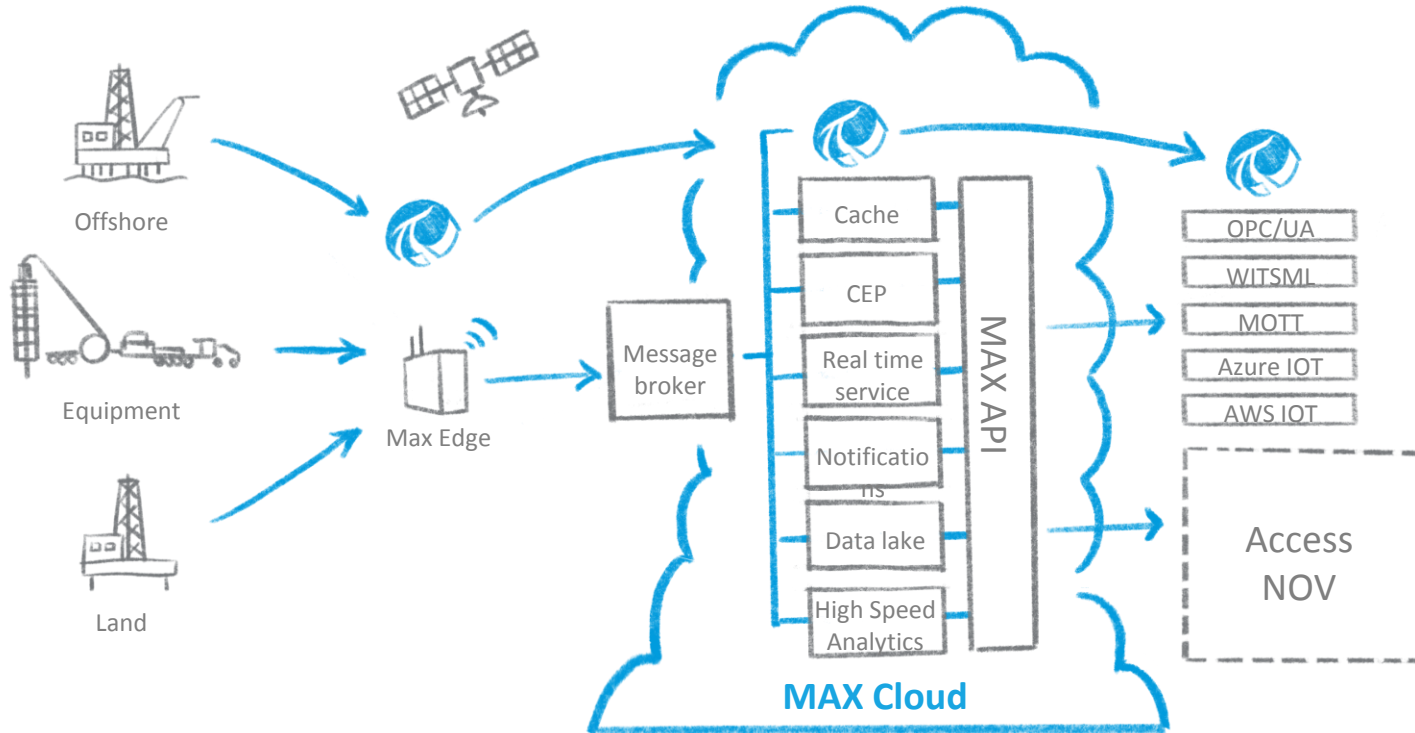 Offshore
Equipment
Land
Max Edge
Message
broker
Cache
CEP
Real time
service
Notificatio
ns
Data lake
High Speed
Analytics
MAX API
MAX Cloud
OPC/UA
WITSML
MOTT
Azure IOT
AWS IOT
Access
NOV